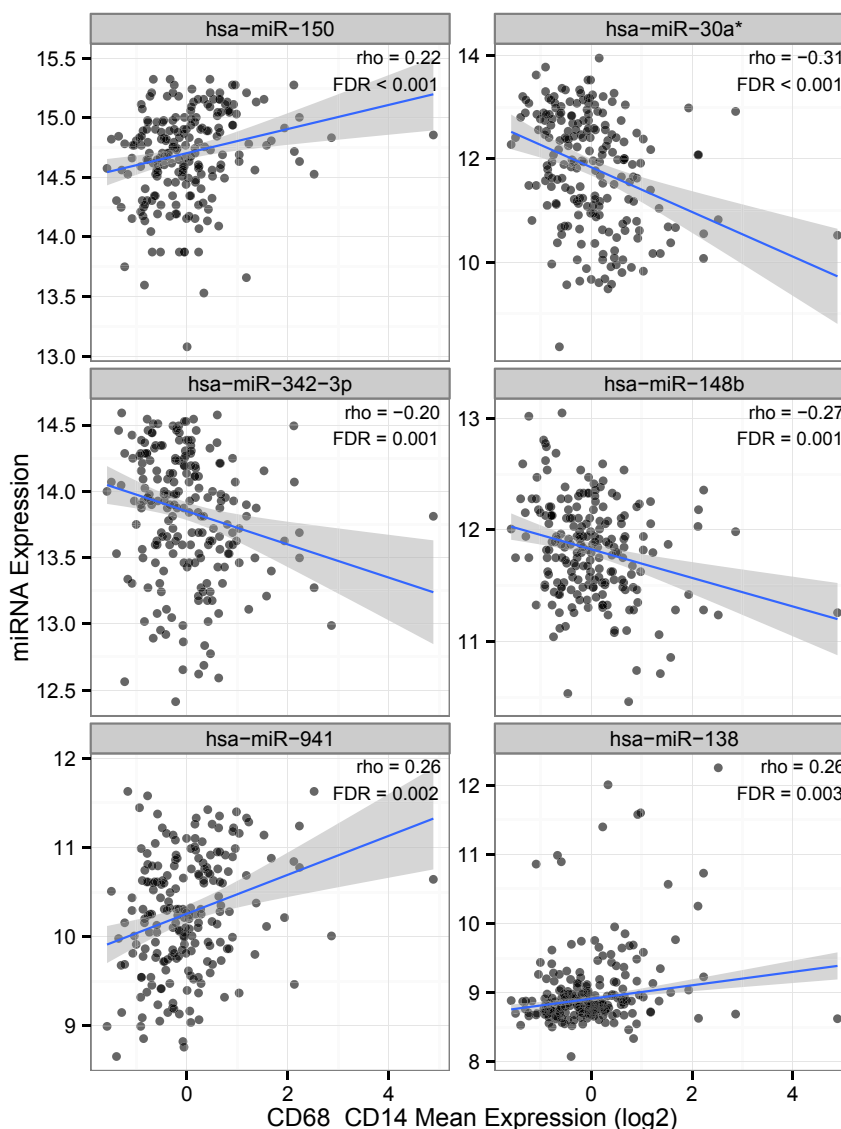 hsa−miR−150
hsa−miR−30a*
rho = 0.22
FDR < 0.001
rho = −0.31
FDR < 0.001
15.5
15.0
14.5
14.0
13.5
13.0
14
12
10
hsa−miR−342−3p
hsa−miR−148b
rho = −0.20
FDR = 0.001
rho = −0.27
FDR = 0.001
14.5
14.0
13.5
13.0
12.5
13
12
11
miRNA Expression
hsa−miR−941
hsa−miR−138
rho = 0.26
FDR = 0.002
rho = 0.26
FDR = 0.003
12
11
10
9
12
11
10
9
8
0 2 4
0 2 4
CD68_CD14 Mean Expression (log2)